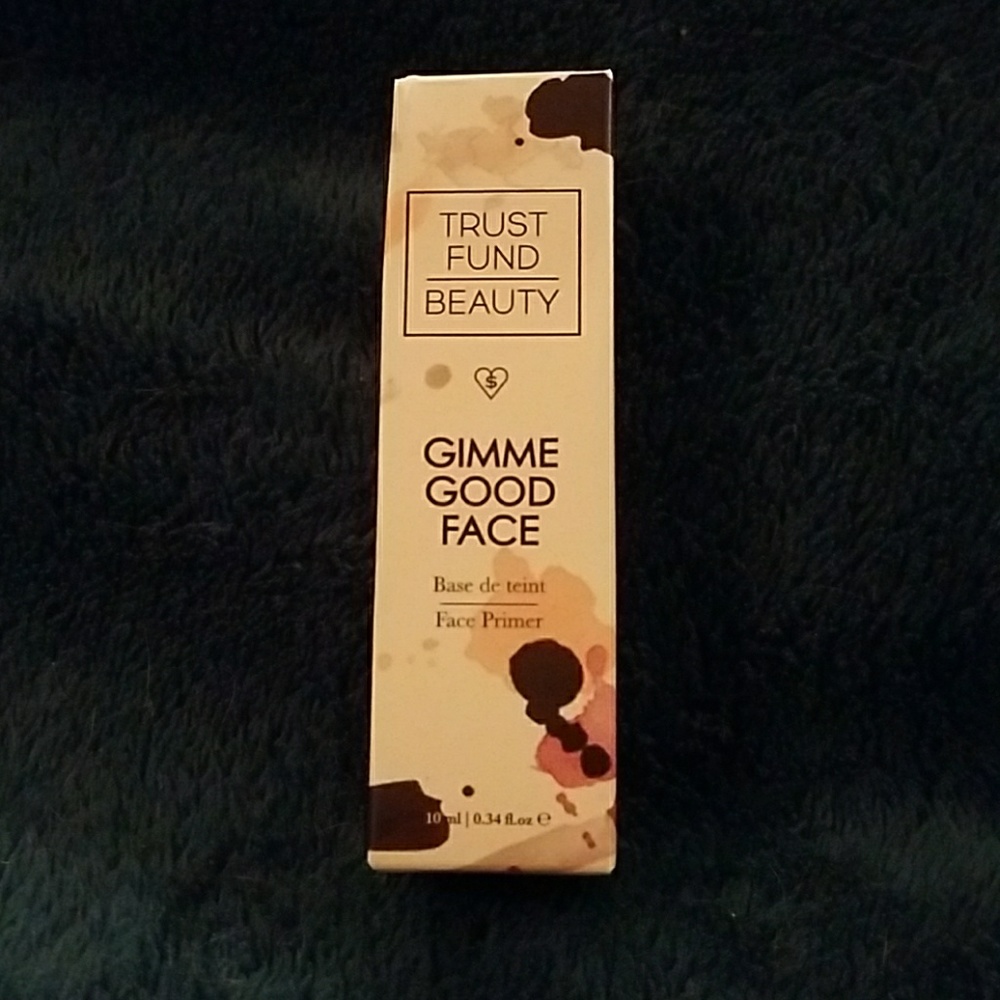 TRUST
FUND
BEAUTY
$
GIMME
GOOD
FACE
Base de teint
Face Primer
10 ml | 0.34 fl.oz ℮